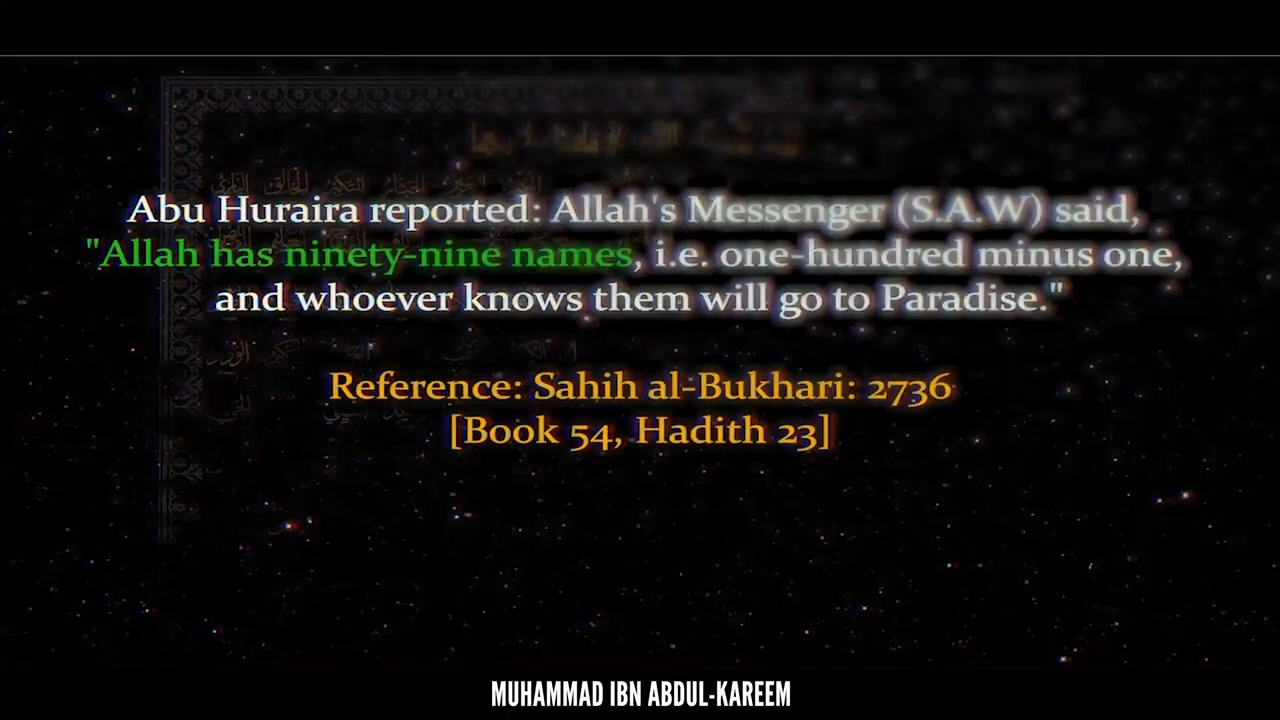 Abu Huraira reported: Allah's Messenger (S.A.W) said,
"Allah has ninety-nine names, i.e. one-hundred minus one,
and whoever knows them will go to Paradise."
Reference: Sahih al-Bukhari: 2736
[Book 54, Hadith 23]
MUHAMMAD IBN ABDUL-KAREEM